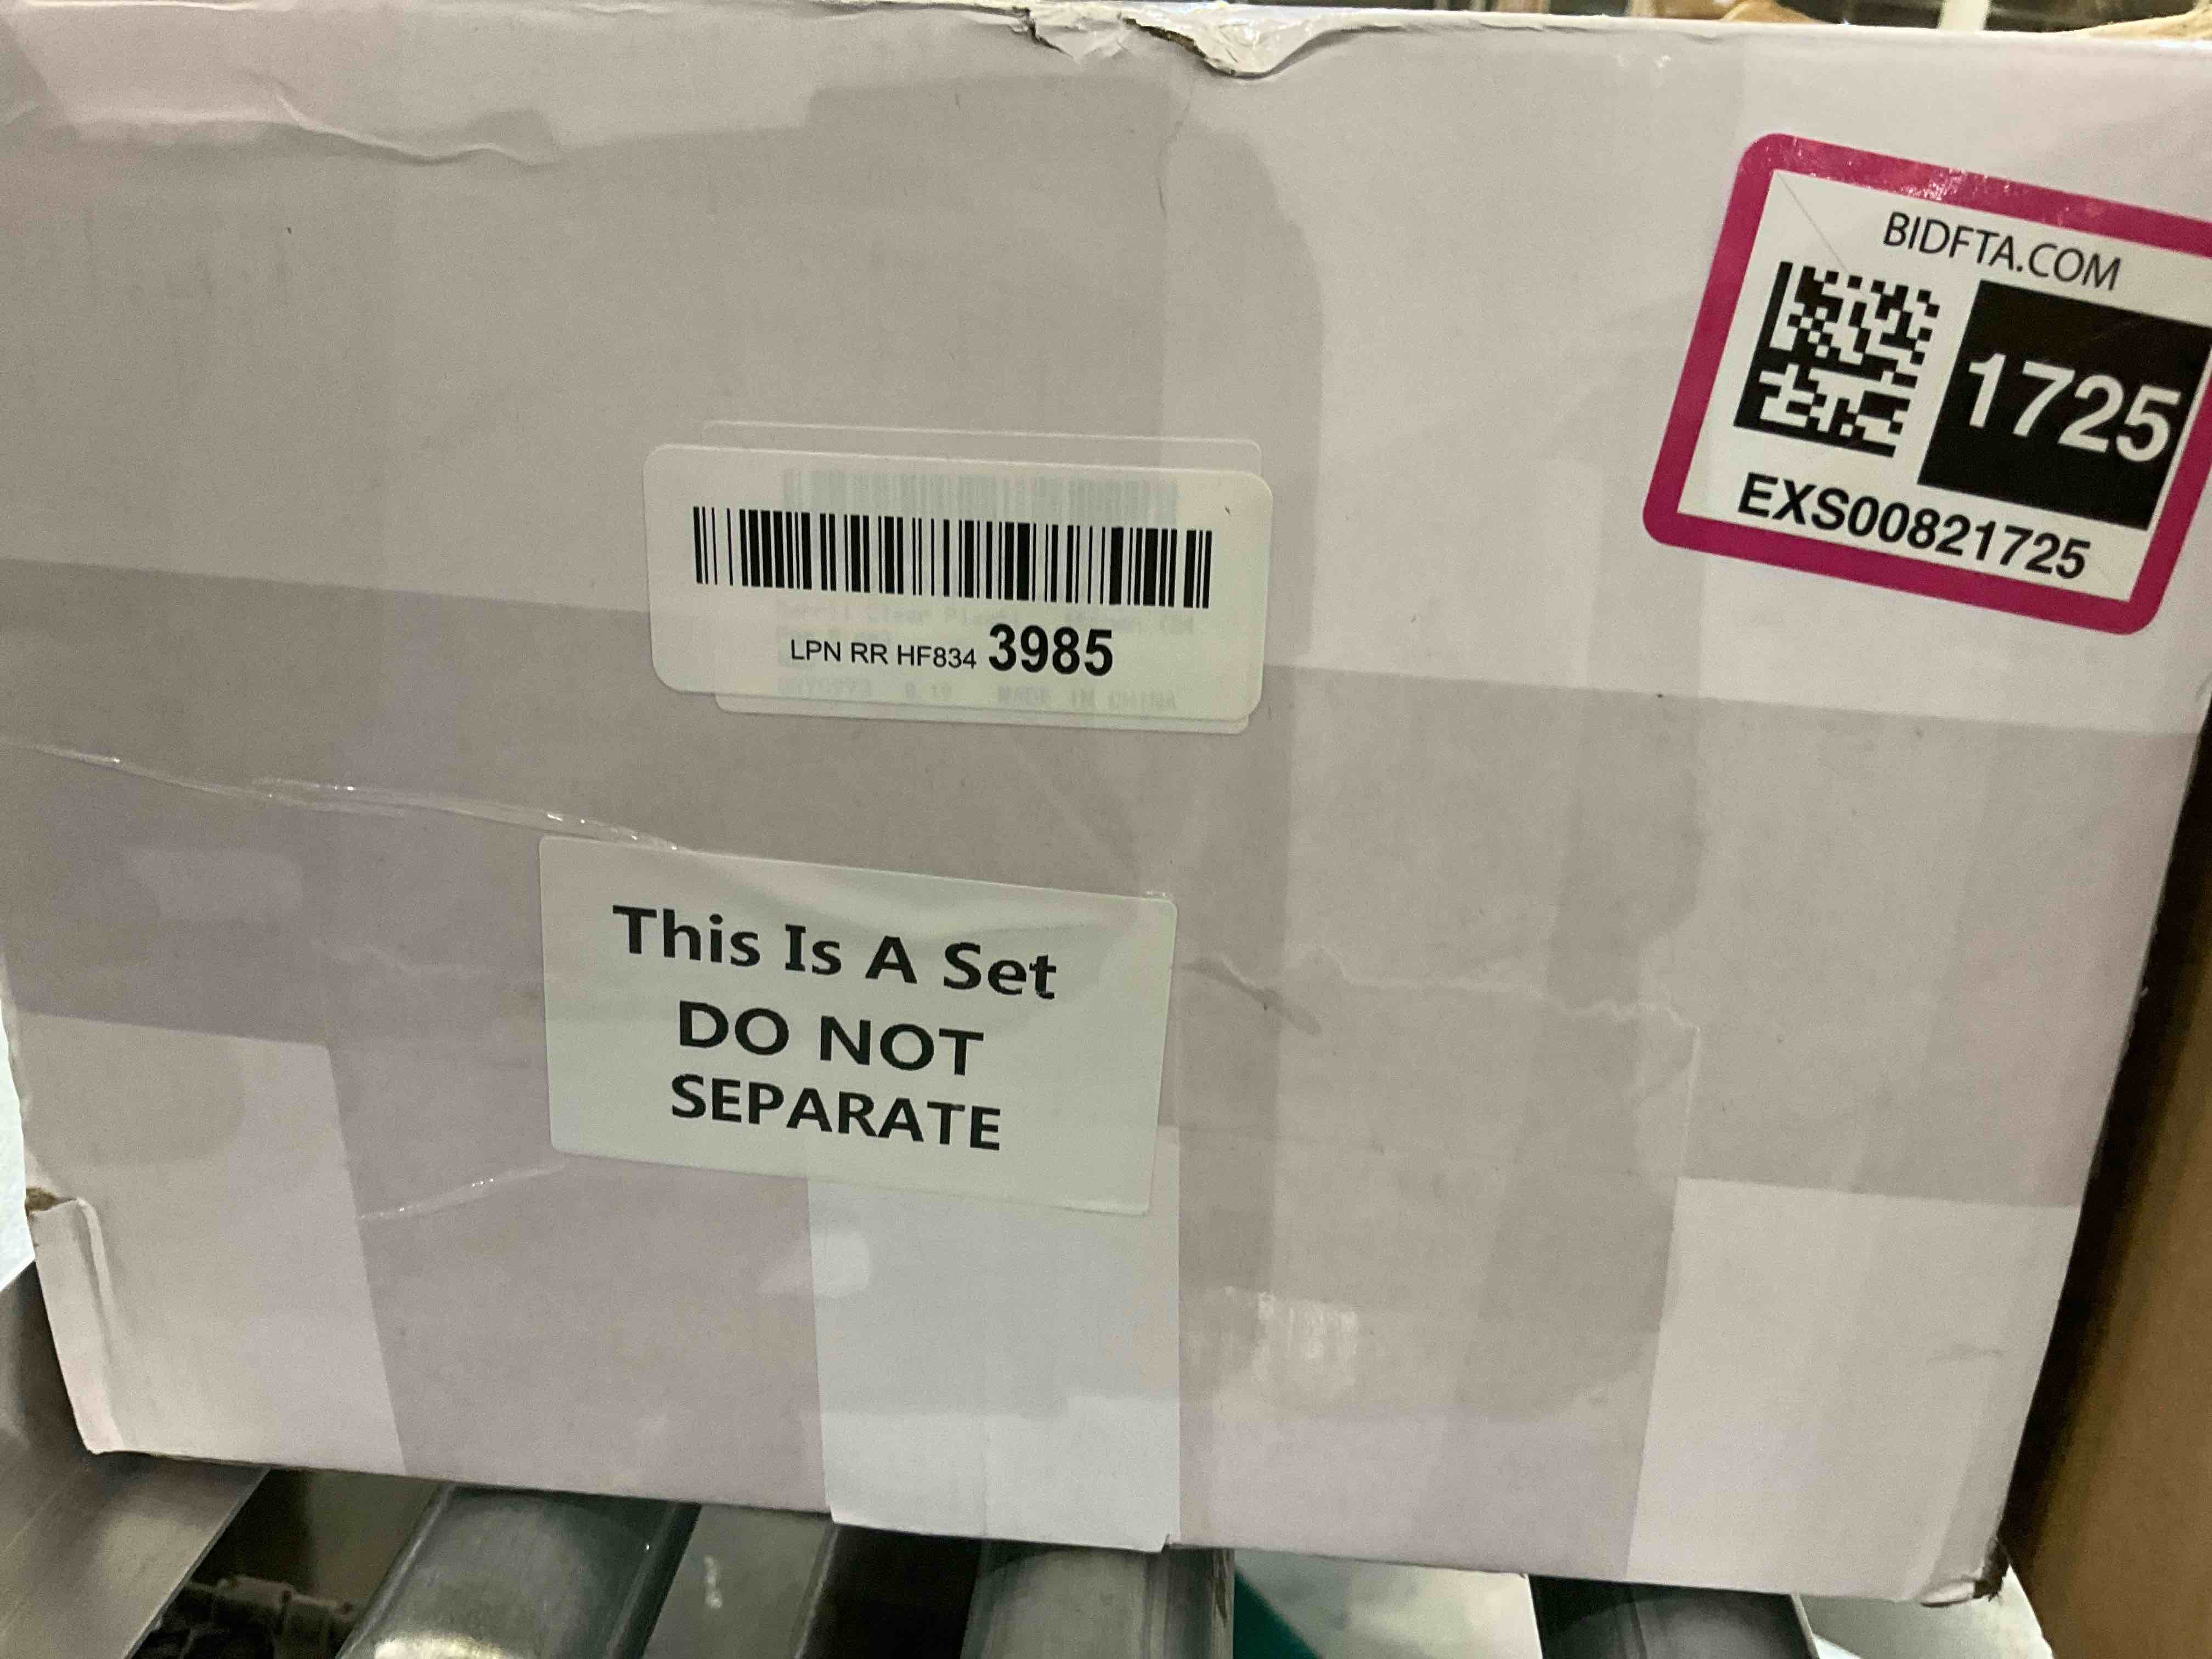 BIDFTA.COM
1725
EXS00821725
LPN RR HF834 3985
MADE IN CHINA
This Is A Set
DO NOT
SEPARATE